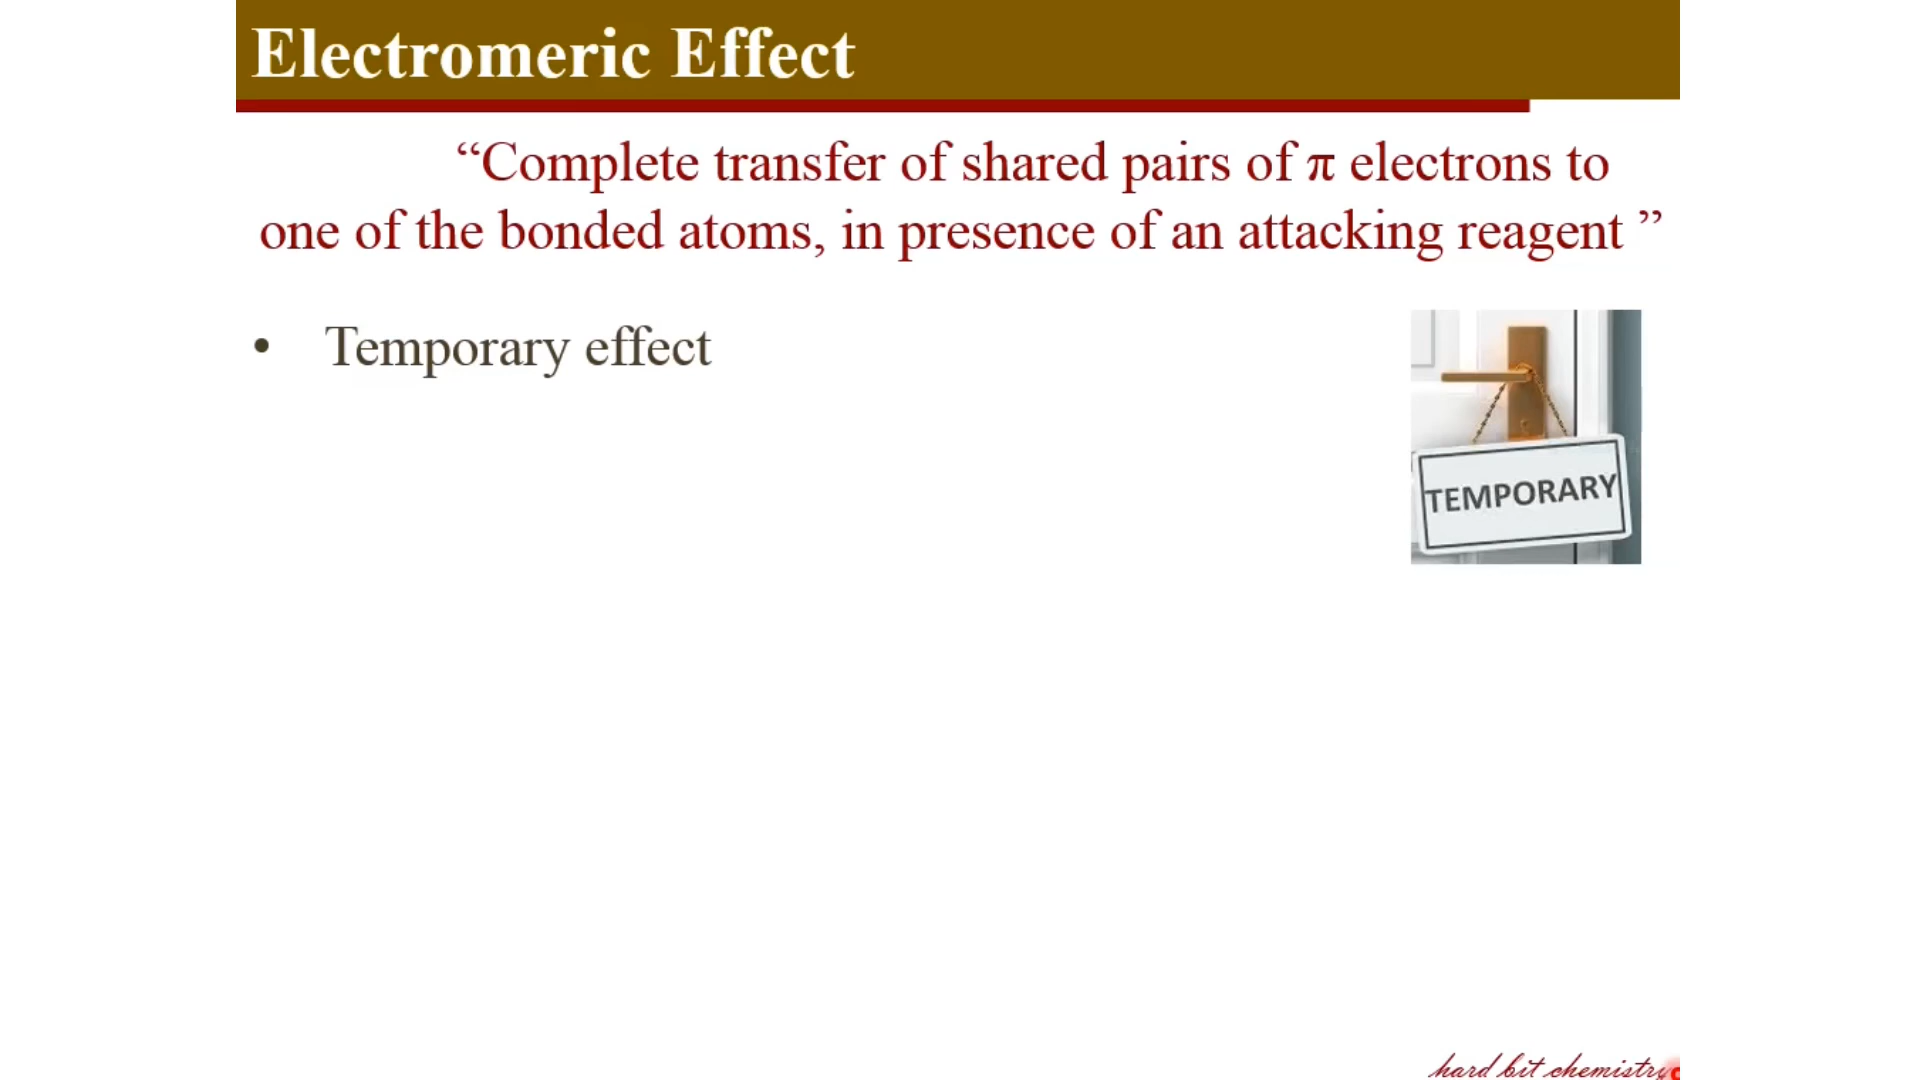 Electromeric Effect
“Complete transfer of shared pairs of π electrons to
one of the bonded atoms, in presence of an attacking reagent ”
• Temporary effect
TEMPORARY
hard bit chemistry